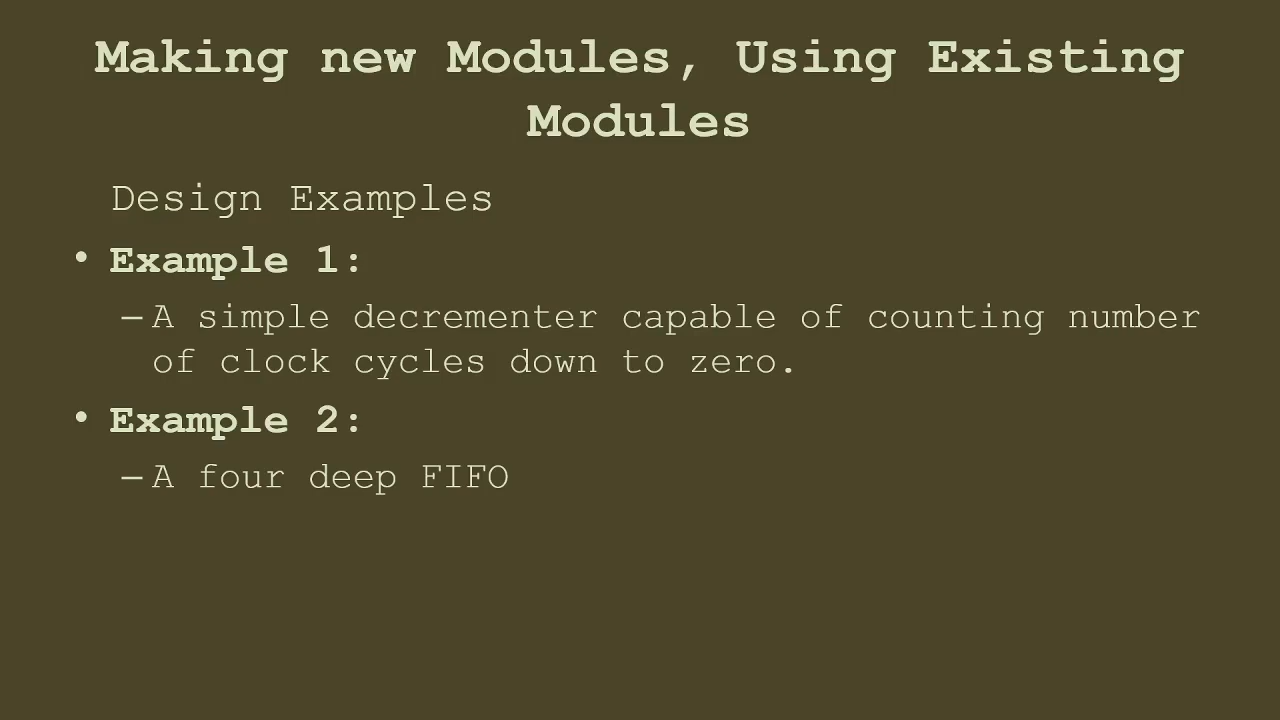 Making new Modules, Using Existing
Modules
Design Examples
• Example 1:
–A simple decrementer capable of counting number
of clock cycles down to zero.
• Example 2:
–A four deep FIFO